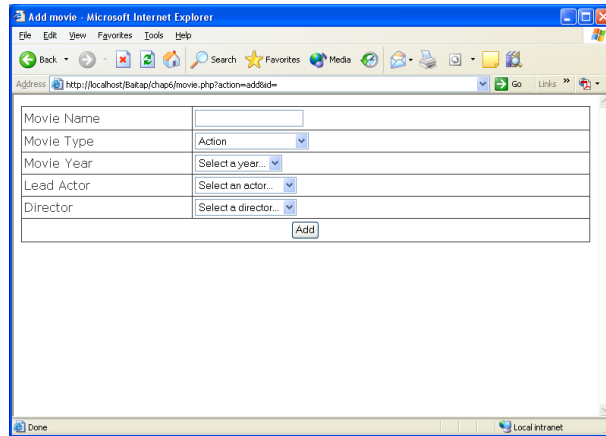 Add movie - Microsoft Internet Explorer
File Edit View Favorites Tools Help
Back Search Favorites Media
Address http://localhost/Baitap/chap6/movie.php?action=add&id= Go Links »
Movie Name
Movie Type Action
Movie Year Select a year...
Lead Actor Select an actor...
Director Select a director...
Add
Done Local intranet